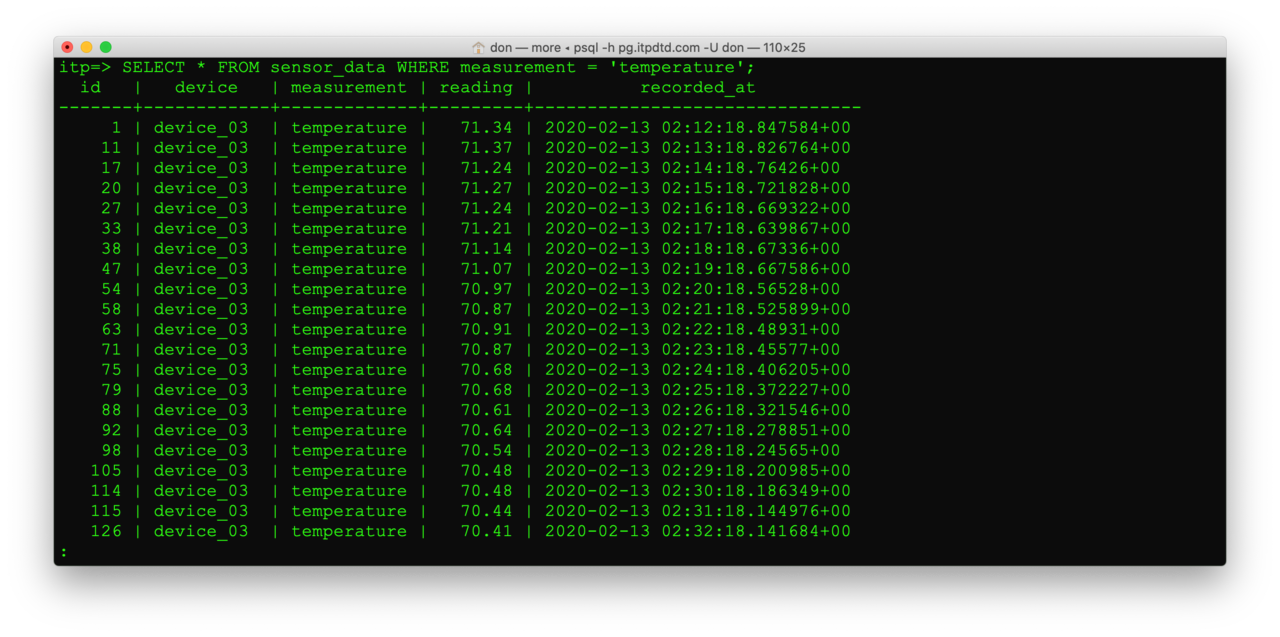 don — more ◂ psql -h pg.itpdtd.com -U don — 110×25
itp=> SELECT * FROM sensor_data WHERE measurement = 'temperature';
  id   |   device   | measurement | reading |         recorded_at
-------+------------+-------------+---------+-------------------------------
     1 | device_03  | temperature |   71.34 | 2020-02-13 02:12:18.847584+00
    11 | device_03  | temperature |   71.37 | 2020-02-13 02:13:18.826764+00
    17 | device_03  | temperature |   71.24 | 2020-02-13 02:14:18.76426+00
    20 | device_03  | temperature |   71.27 | 2020-02-13 02:15:18.721828+00
    27 | device_03  | temperature |   71.24 | 2020-02-13 02:16:18.669322+00
    33 | device_03  | temperature |   71.21 | 2020-02-13 02:17:18.639867+00
    38 | device_03  | temperature |   71.14 | 2020-02-13 02:18:18.67336+00
    47 | device_03  | temperature |   71.07 | 2020-02-13 02:19:18.667586+00
    54 | device_03  | temperature |   70.97 | 2020-02-13 02:20:18.56528+00
    58 | device_03  | temperature |   70.87 | 2020-02-13 02:21:18.525899+00
    63 | device_03  | temperature |   70.91 | 2020-02-13 02:22:18.48931+00
    71 | device_03  | temperature |   70.87 | 2020-02-13 02:23:18.45577+00
    75 | device_03  | temperature |   70.68 | 2020-02-13 02:24:18.406205+00
    79 | device_03  | temperature |   70.68 | 2020-02-13 02:25:18.372227+00
    88 | device_03  | temperature |   70.61 | 2020-02-13 02:26:18.321546+00
    92 | device_03  | temperature |   70.64 | 2020-02-13 02:27:18.278851+00
    98 | device_03  | temperature |   70.54 | 2020-02-13 02:28:18.24565+00
   105 | device_03  | temperature |   70.48 | 2020-02-13 02:29:18.200985+00
   114 | device_03  | temperature |   70.48 | 2020-02-13 02:30:18.186349+00
   115 | device_03  | temperature |   70.44 | 2020-02-13 02:31:18.144976+00
   126 | device_03  | temperature |   70.41 | 2020-02-13 02:32:18.141684+00
: